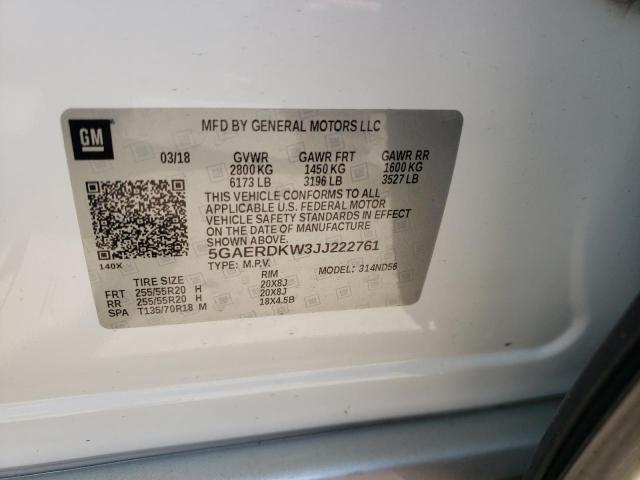 GM
MFD BY GENERAL MOTORS LLC
03/18 GVWR GAWR FRT GAWR RR
2800 KG 1450 KG 1600 KG
6173 LB 3196 LB 3527 LB
THIS VEHICLE CONFORMS TO ALL
APPLICABLE U.S. FEDERAL MOTOR
VEHICLE SAFETY STANDARDS IN EFFECT
ON THE DATE OF MANUFACTURE
SHOWN ABOVE.
5GAERDKW3JJ222761
140X
TYPE: M.P.V. MODEL: 314ND56
TIRE SIZE RIM
FRT 255/55R20 H 20X8J
RR 255/55R20 H 20X8J
SPA T135/70R18 M 18X4.5B